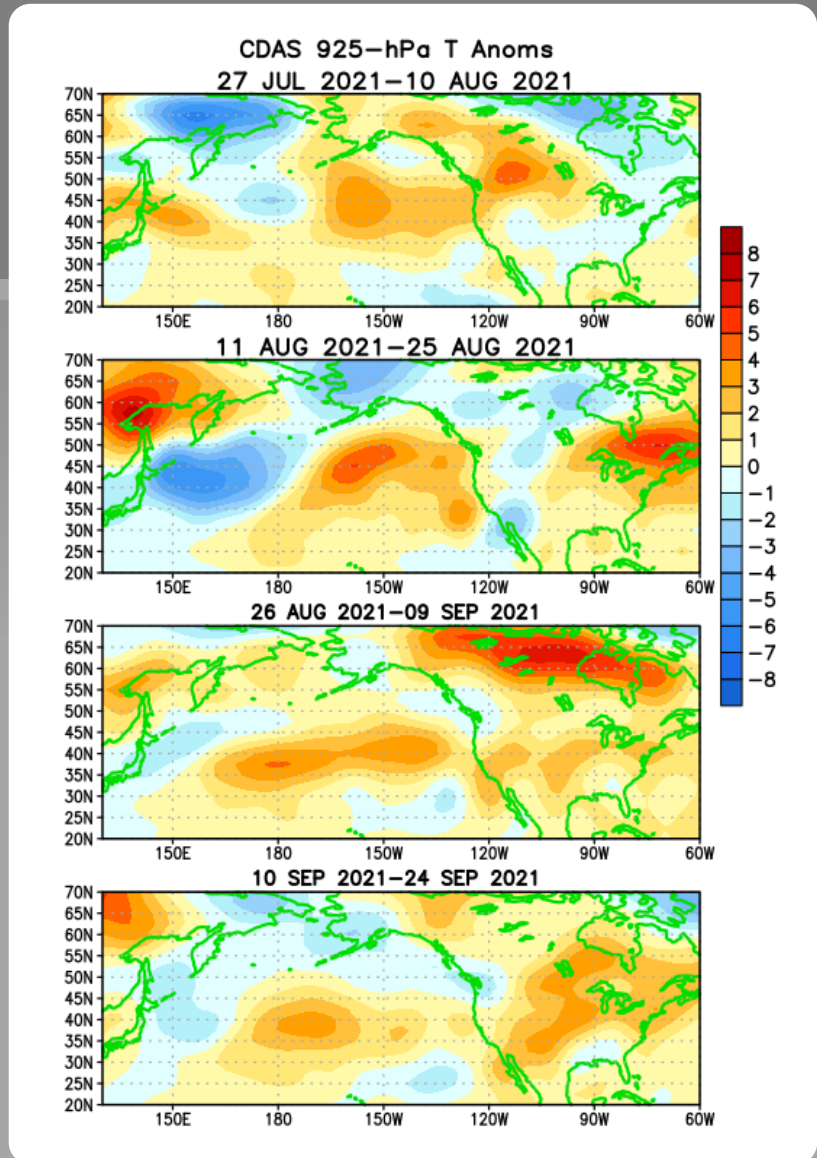 CDAS 925-hPa T Anoms
27 JUL 2021-10 AUG 2021
70N
65N
60N
55N
50N
45N
40N
35N
30N
25N
20N
150E 180 150W 120W 90W 60W
11 AUG 2021-25 AUG 2021
70N
65N
60N
55N
50N
45N
40N
35N
30N
25N
20N
150E 180 150W 120W 90W 60W
26 AUG 2021-09 SEP 2021
70N
65N
60N
55N
50N
45N
40N
35N
30N
25N
20N
150E 180 150W 120W 90W 60W
10 SEP 2021-24 SEP 2021
70N
65N
60N
55N
50N
45N
40N
35N
30N
25N
20N
150E 180 150W 120W 90W 60W
8
7
6
5
4
3
2
1
0
-1
-2
-3
-4
-5
-6
-7
-8